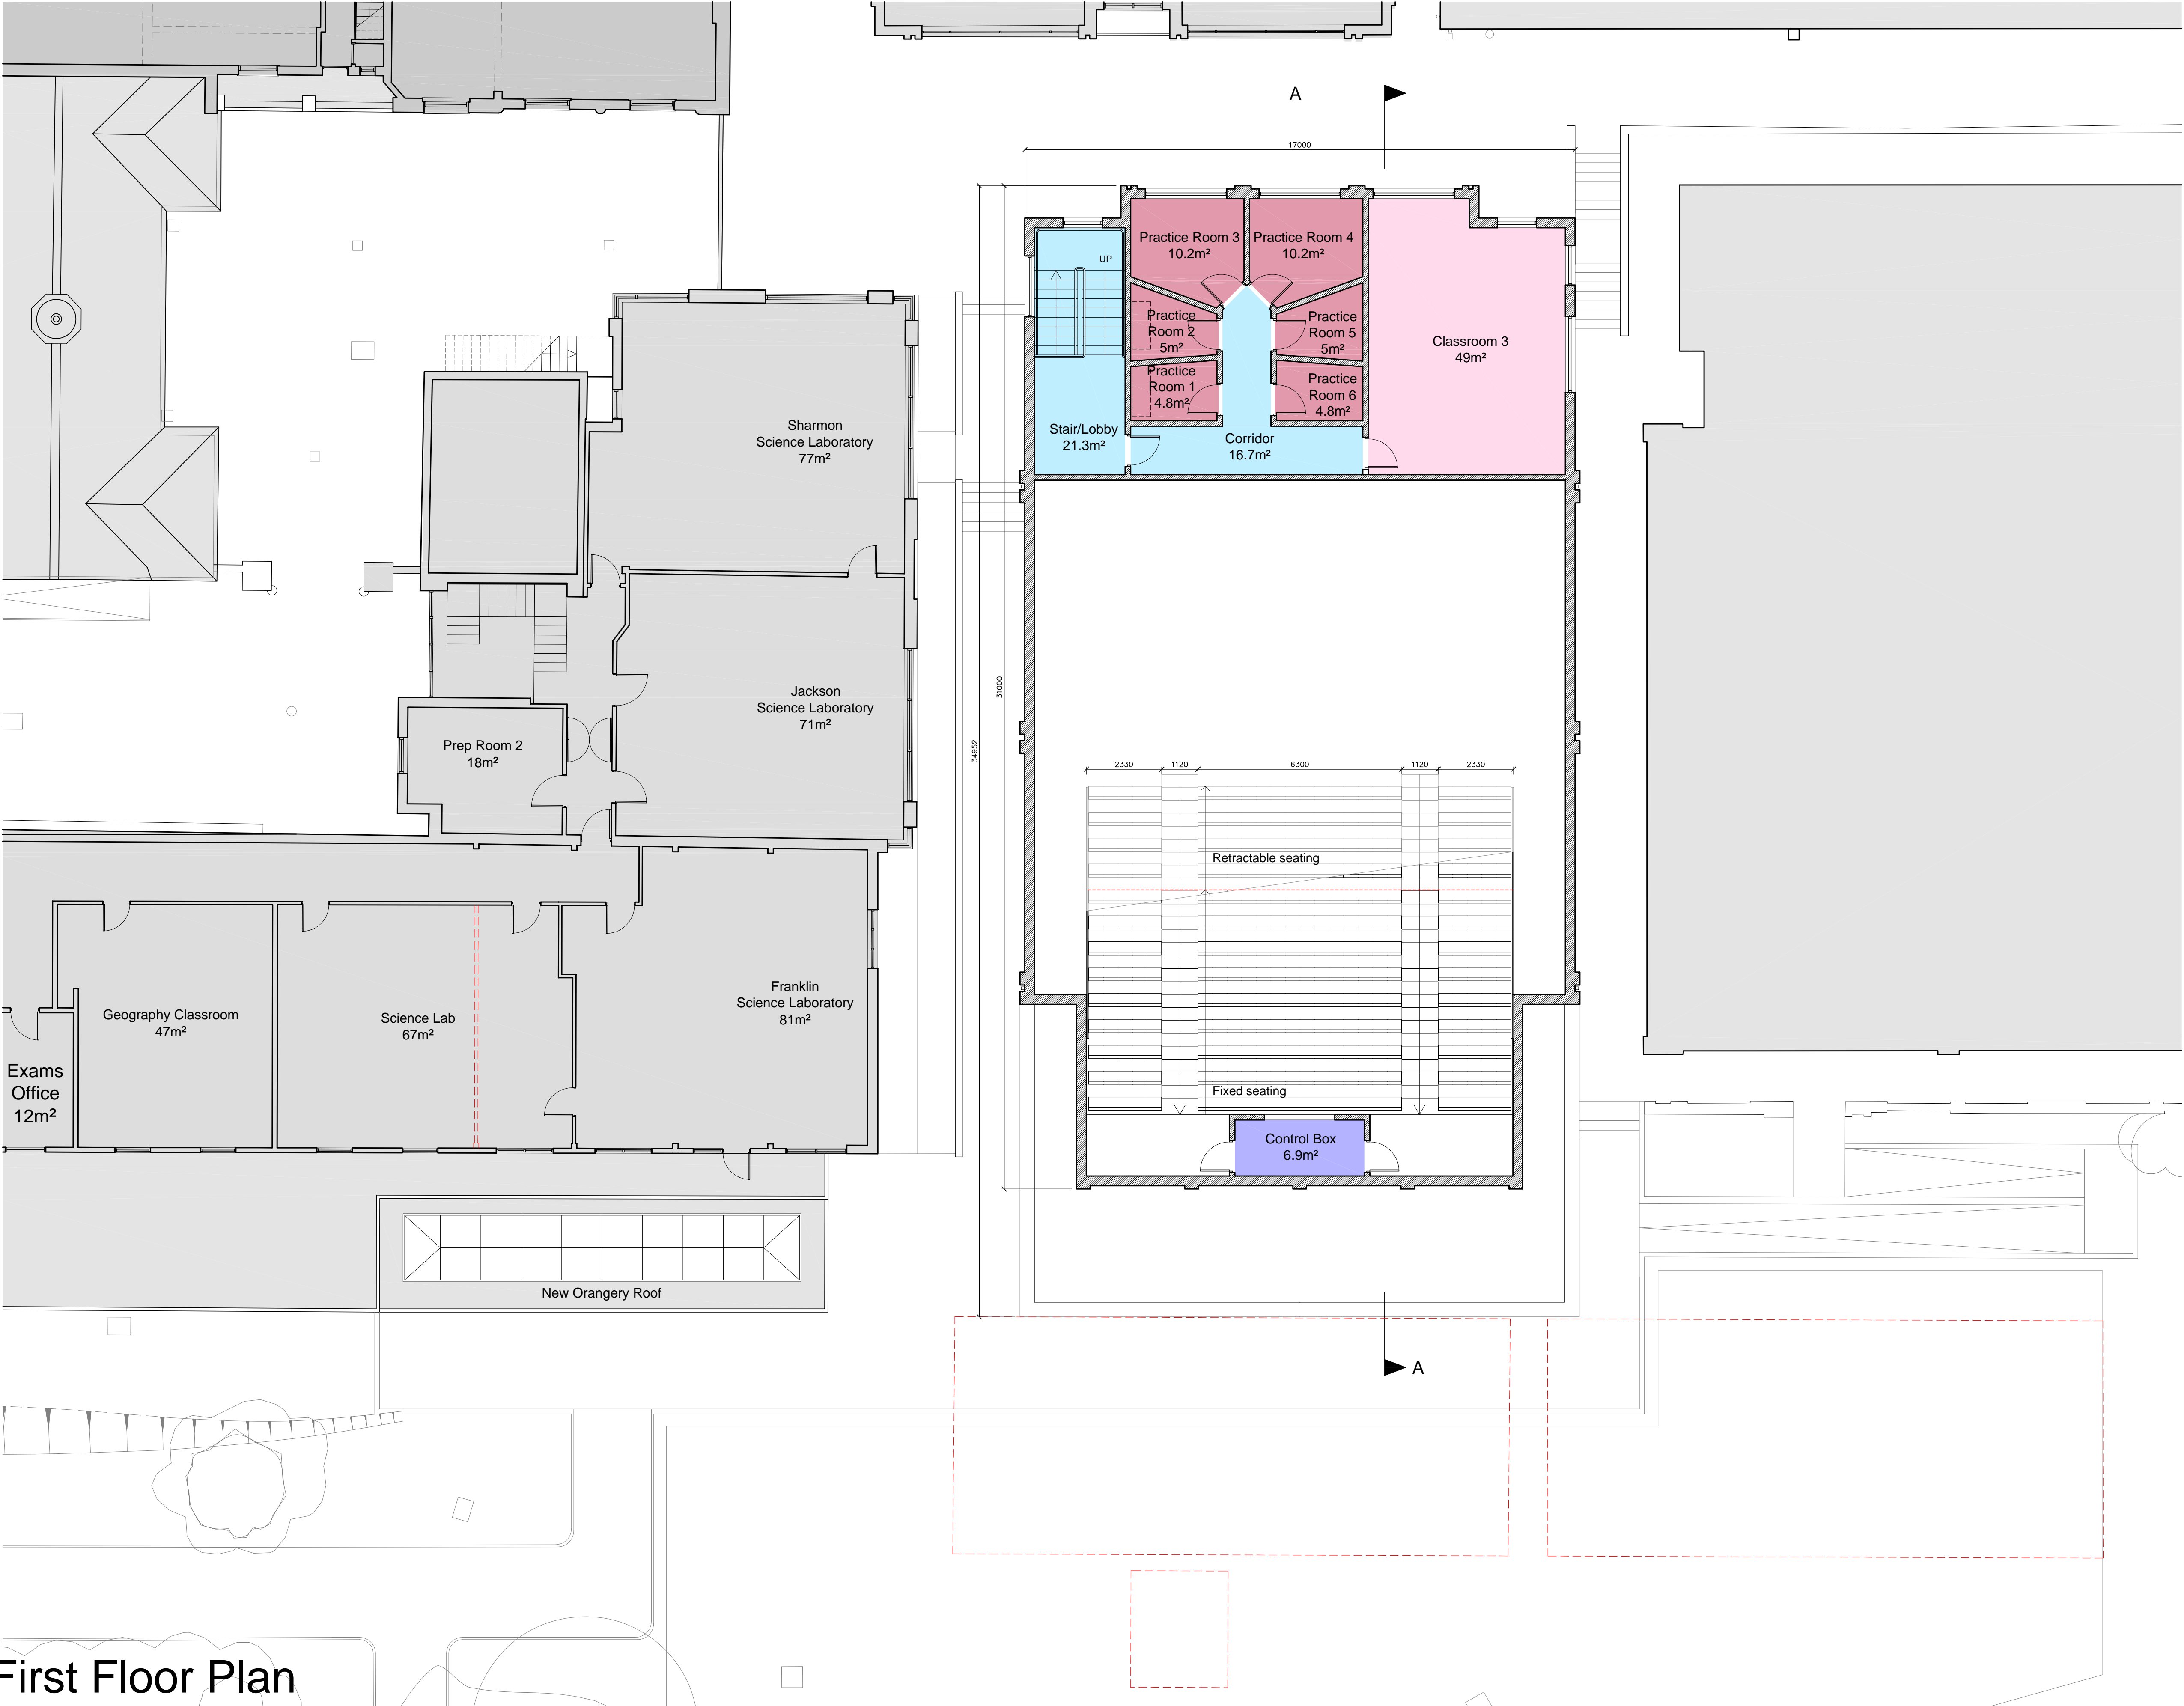 A
17000
Practice Room 3
10.2m²
Practice Room 4
10.2m²
UP
Practice
Room 2
5m²
Practice
Room 5
5m²
Classroom 3
49m²
Practice
Room 1
4.8m²
Practice
Room 6
4.8m²
Stair/Lobby
21.3m²
Corridor
16.7m²
Sharmon
Science Laboratory
77m²
31000
34952
Jackson
Science Laboratory
71m²
Prep Room 2
18m²
2330
1120
6300
1120
2330
Retractable seating
Franklin
Science Laboratory
81m²
Geography Classroom
47m²
Science Lab
67m²
Exams
Office
12m²
Fixed seating
Control Box
6.9m²
New Orangery Roof
A
First Floor Plan